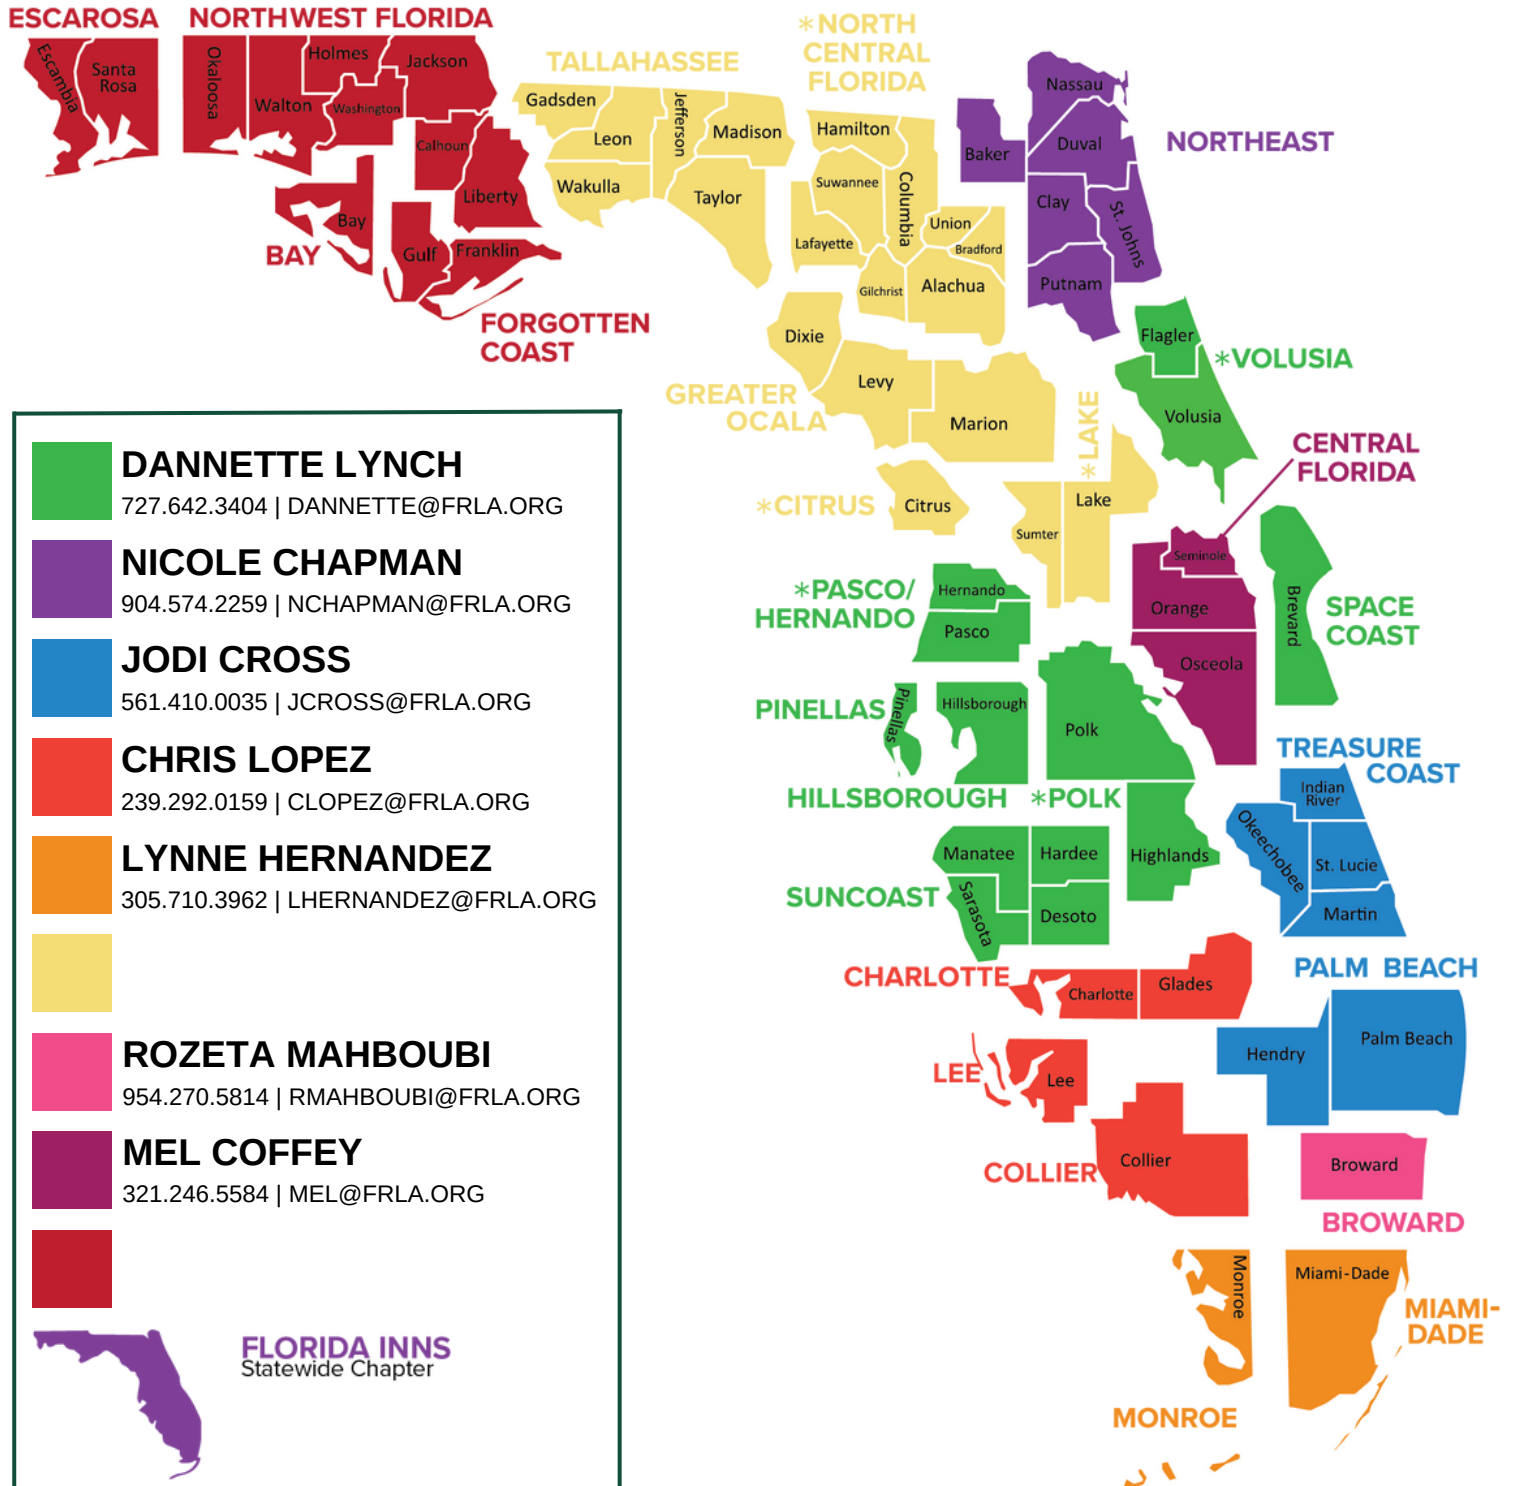 ESCAROSA
Escambia
Santa
Rosa
NORTHWEST FLORIDA
Okaloosa
Walton
Holmes
Washington
Jackson
Calhoun
Liberty
Bay
BAY
Gulf
Franklin
FORGOTTEN
COAST
TALLAHASSEE
Gadsden
Leon
Jefferson
Madison
Wakulla
Taylor
*NORTH
CENTRAL
FLORIDA
Hamilton
Suwannee
Columbia
Lafayette
Union
Bradford
Gilchrist
Alachua
Nassau
Baker
Duval
Clay
St. Johns
Putnam
NORTHEAST
Dixie
Levy
Marion
GREATER
OCALA
Flagler
*VOLUSIA
Volusia
*LAKE
Lake
Sumter
*CITRUS
Citrus
CENTRAL
FLORIDA
Seminole
Orange
Osceola
Brevard
SPACE
COAST
*PASCO/
HERNANDO
Hernando
Pasco
PINELLAS
Pinellas
Hillsborough
HILLSBOROUGH
Polk
*POLK
Highlands
Manatee
Hardee
SUNCOAST
Sarasota
Desoto
TREASURE
COAST
Indian
River
Okeechobee
St. Lucie
Martin
CHARLOTTE
Charlotte
Glades
PALM BEACH
Hendry
Palm Beach
LEE
Lee
COLLIER
Collier
Broward
BROWARD
Monroe
MONROE
Miami-Dade
MIAMI-
DADE
DANNETTE LYNCH
727.642.3404 | DANNETTE@FRLA.ORG
NICOLE CHAPMAN
904.574.2259 | NCHAPMAN@FRLA.ORG
JODI CROSS
561.410.0035 | JCROSS@FRLA.ORG
CHRIS LOPEZ
239.292.0159 | CLOPEZ@FRLA.ORG
LYNNE HERNANDEZ
305.710.3962 | LHERNANDEZ@FRLA.ORG
ROZETA MAHBOUBI
954.270.5814 | RMAHBOUBI@FRLA.ORG
MEL COFFEY
321.246.5584 | MEL@FRLA.ORG
FLORIDA INNS
Statewide Chapter